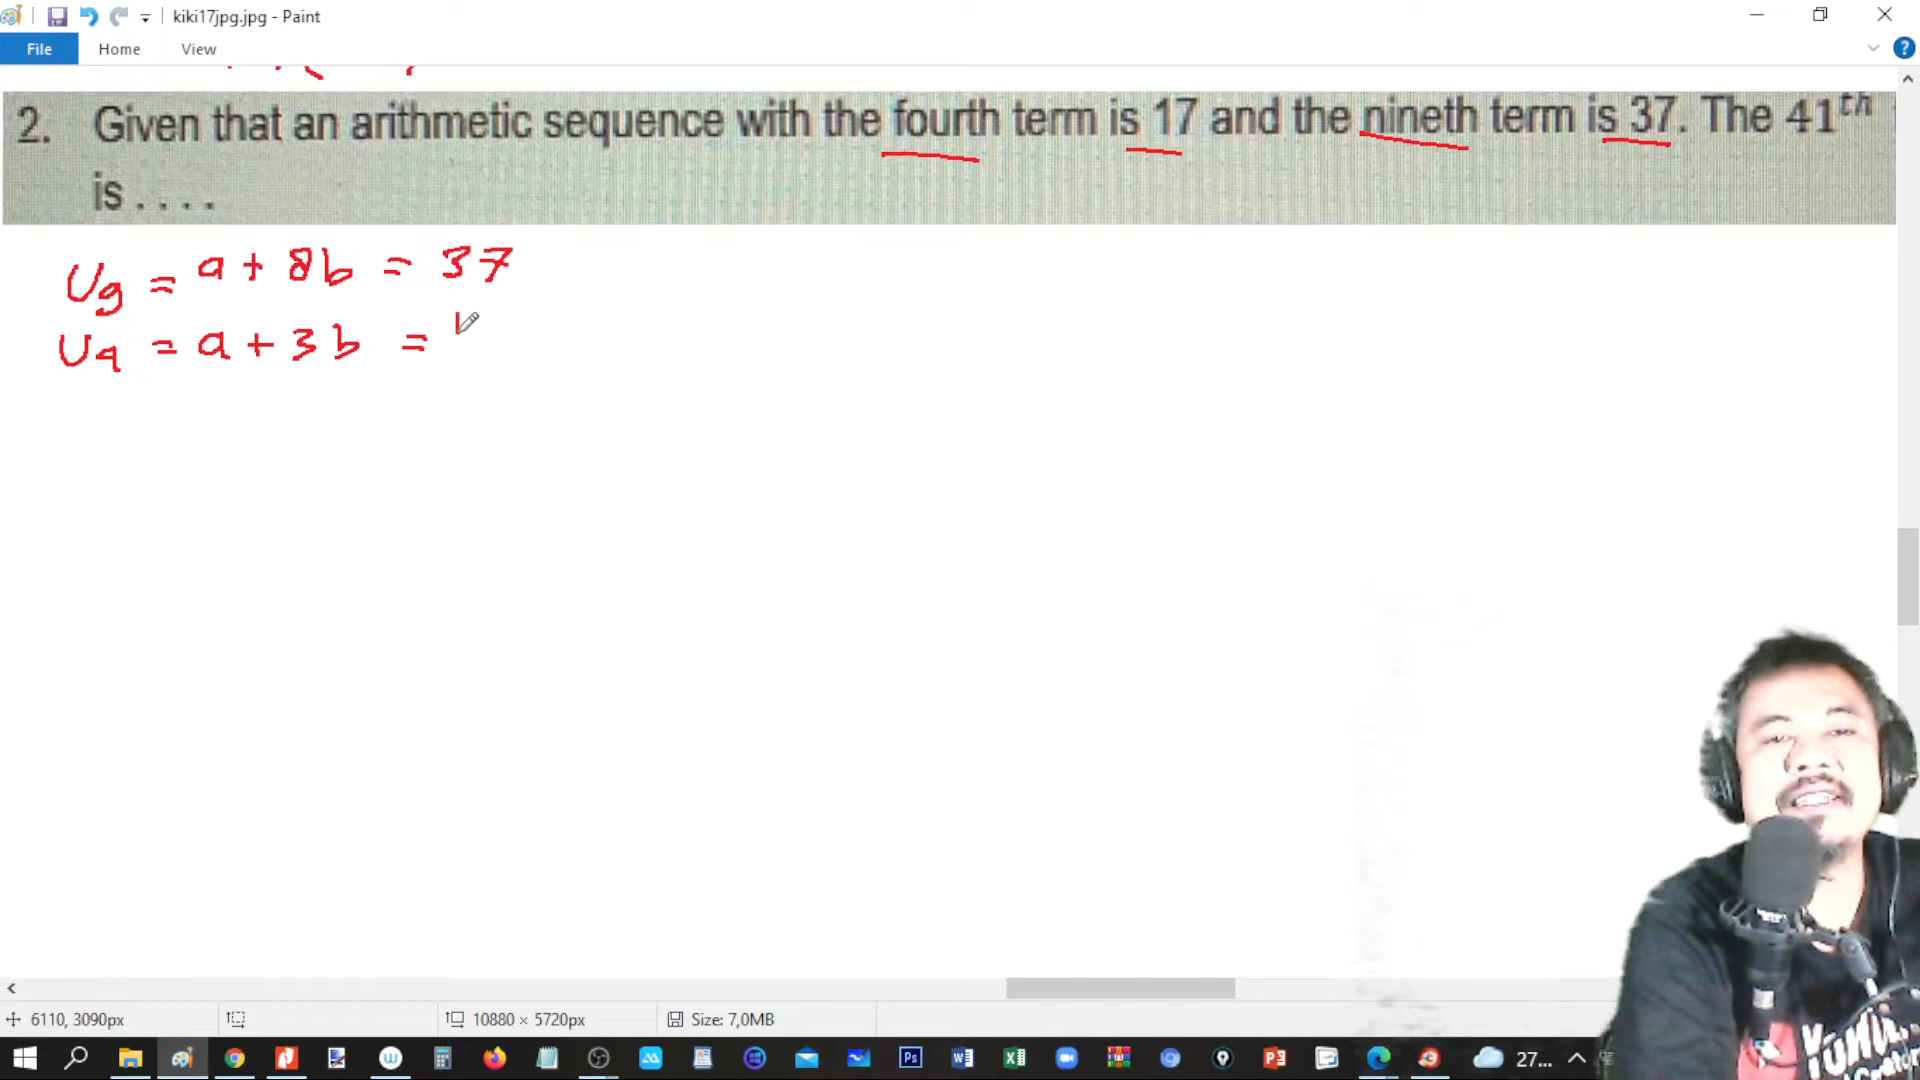 kiki17jpg.jpg - Paint
File Home View
2. Given that an arithmetic sequence with the fourth term is 17 and the nineth term is 37. The 41th
is . . . .
U9 = a + 8b = 37
U4 = a + 3b =
6110, 3090px
10880 × 5720px
Size: 7,0MB
27...